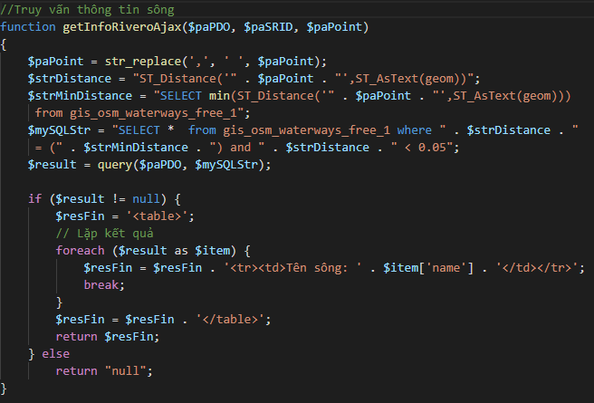 //Truy vấn thông tin sông
function getInfoRiveroAjax($paPDO, $paSRID, $paPoint)
{
    $paPoint = str_replace(',', ' ', $paPoint);
    $strDistance = "ST_Distance('" . $paPoint . "',ST_AsText(geom))";
    $strMinDistance = "SELECT min(ST_Distance('" . $paPoint . "',ST_AsText(geom)))
     from gis_osm_waterways_free_1";
    $mySQLStr = "SELECT *  from gis_osm_waterways_free_1 where " . $strDistance . "
     = (" . $strMinDistance . ") and " . $strDistance . " < 0.05";
    $result = query($paPDO, $mySQLStr);

    if ($result != null) {
        $resFin = '<table>';
        // Lặp kết quả
        foreach ($result as $item) {
            $resFin = $resFin . '<tr><td>Tên sông: ' . $item['name'] . '</td></tr>';
            break;
        }
        $resFin = $resFin . '</table>';
        return $resFin;
    } else
        return "null";
}